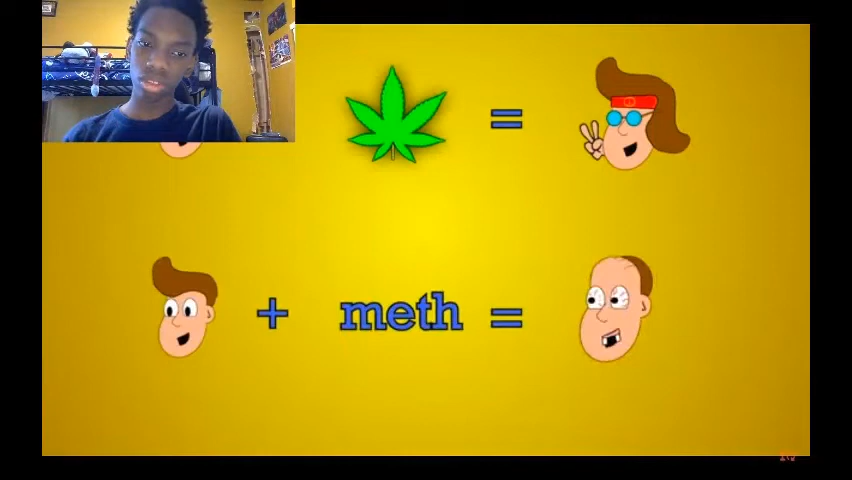 =
+ meth =